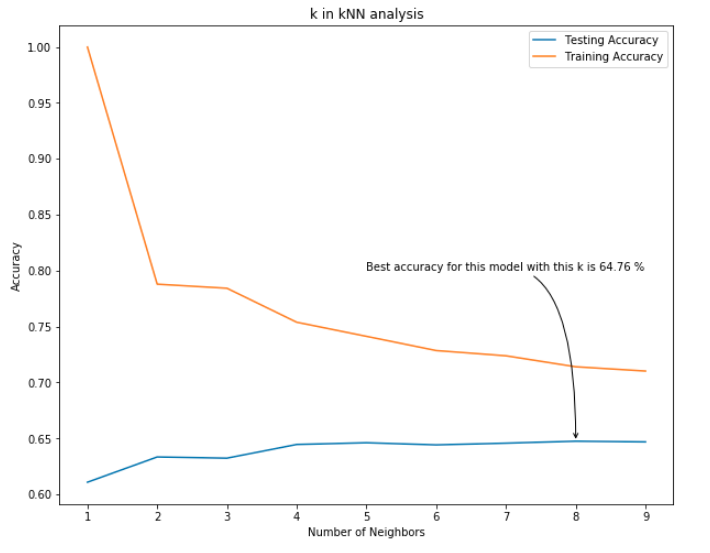 k in kNN analysis
Testing Accuracy
Training Accuracy
1.00
0.95
0.90
0.85
0.80
0.75
0.70
0.65
0.60
Accuracy
Best accuracy for this model with this k is 64.76 %
1 2 3 4 5 6 7 8 9
Number of Neighbors